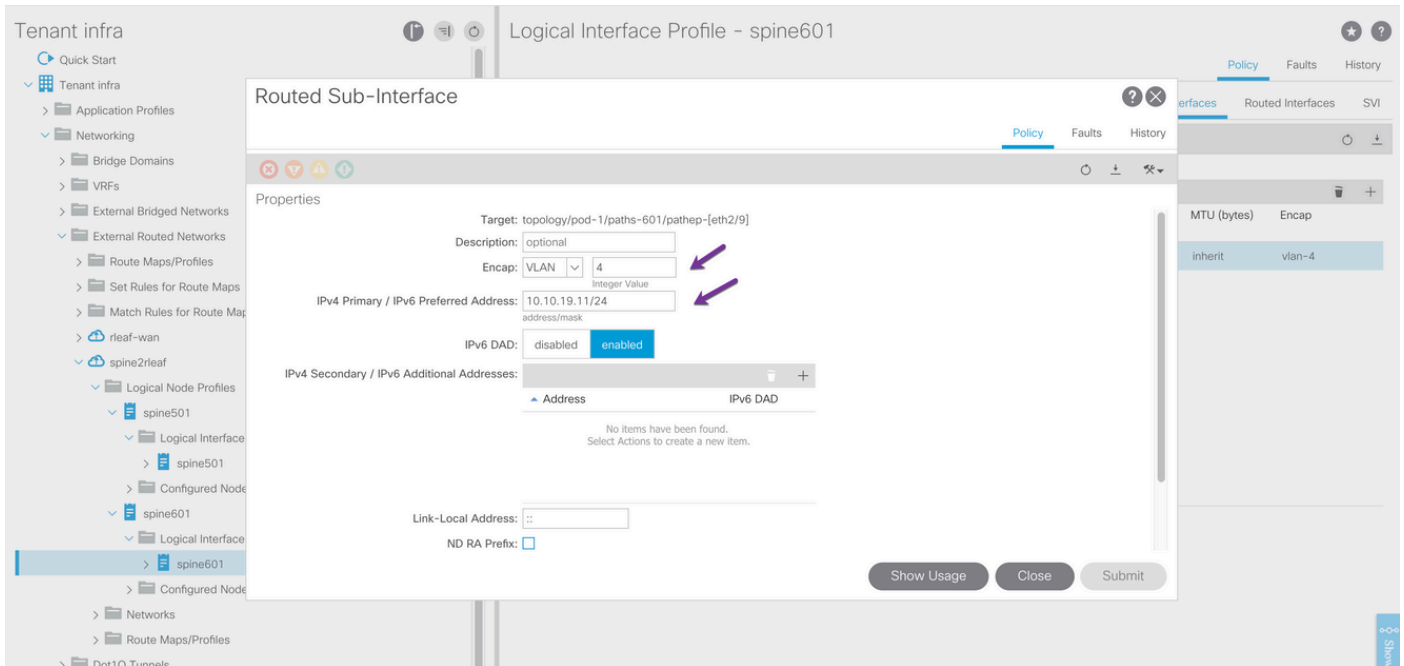 Tenant infra
Quick Start
Tenant infra
Application Profiles
Networking
Bridge Domains
VRFs
External Bridged Networks
External Routed Networks
Route Maps/Profiles
Set Rules for Route Maps
Match Rules for Route Map
rleaf-wan
spine2rleaf
Logical Node Profiles
spine501
Logical Interface
spine501
Configured Node
spine601
Logical Interface
spine601
Configured Node
Networks
Route Maps/Profiles
Dot1Q Tunnels
Logical Interface Profile - spine601
Policy Faults History
erfaces Routed Interfaces SVI
MTU (bytes) Encap
inherit vlan-4
Routed Sub-Interface
Policy Faults History
Properties
Target: topology/pod-1/paths-601/pathep-[eth2/9]
Description: optional
Encap: VLAN 4
Integer Value
IPv4 Primary / IPv6 Preferred Address: 10.10.19.11/24
address/mask
IPv6 DAD: disabled enabled
IPv4 Secondary / IPv6 Additional Addresses:
Address IPv6 DAD
No items have been found.
Select Actions to create a new item.
Link-Local Address: ::
ND RA Prefix:
Show Usage Close Submit
Show